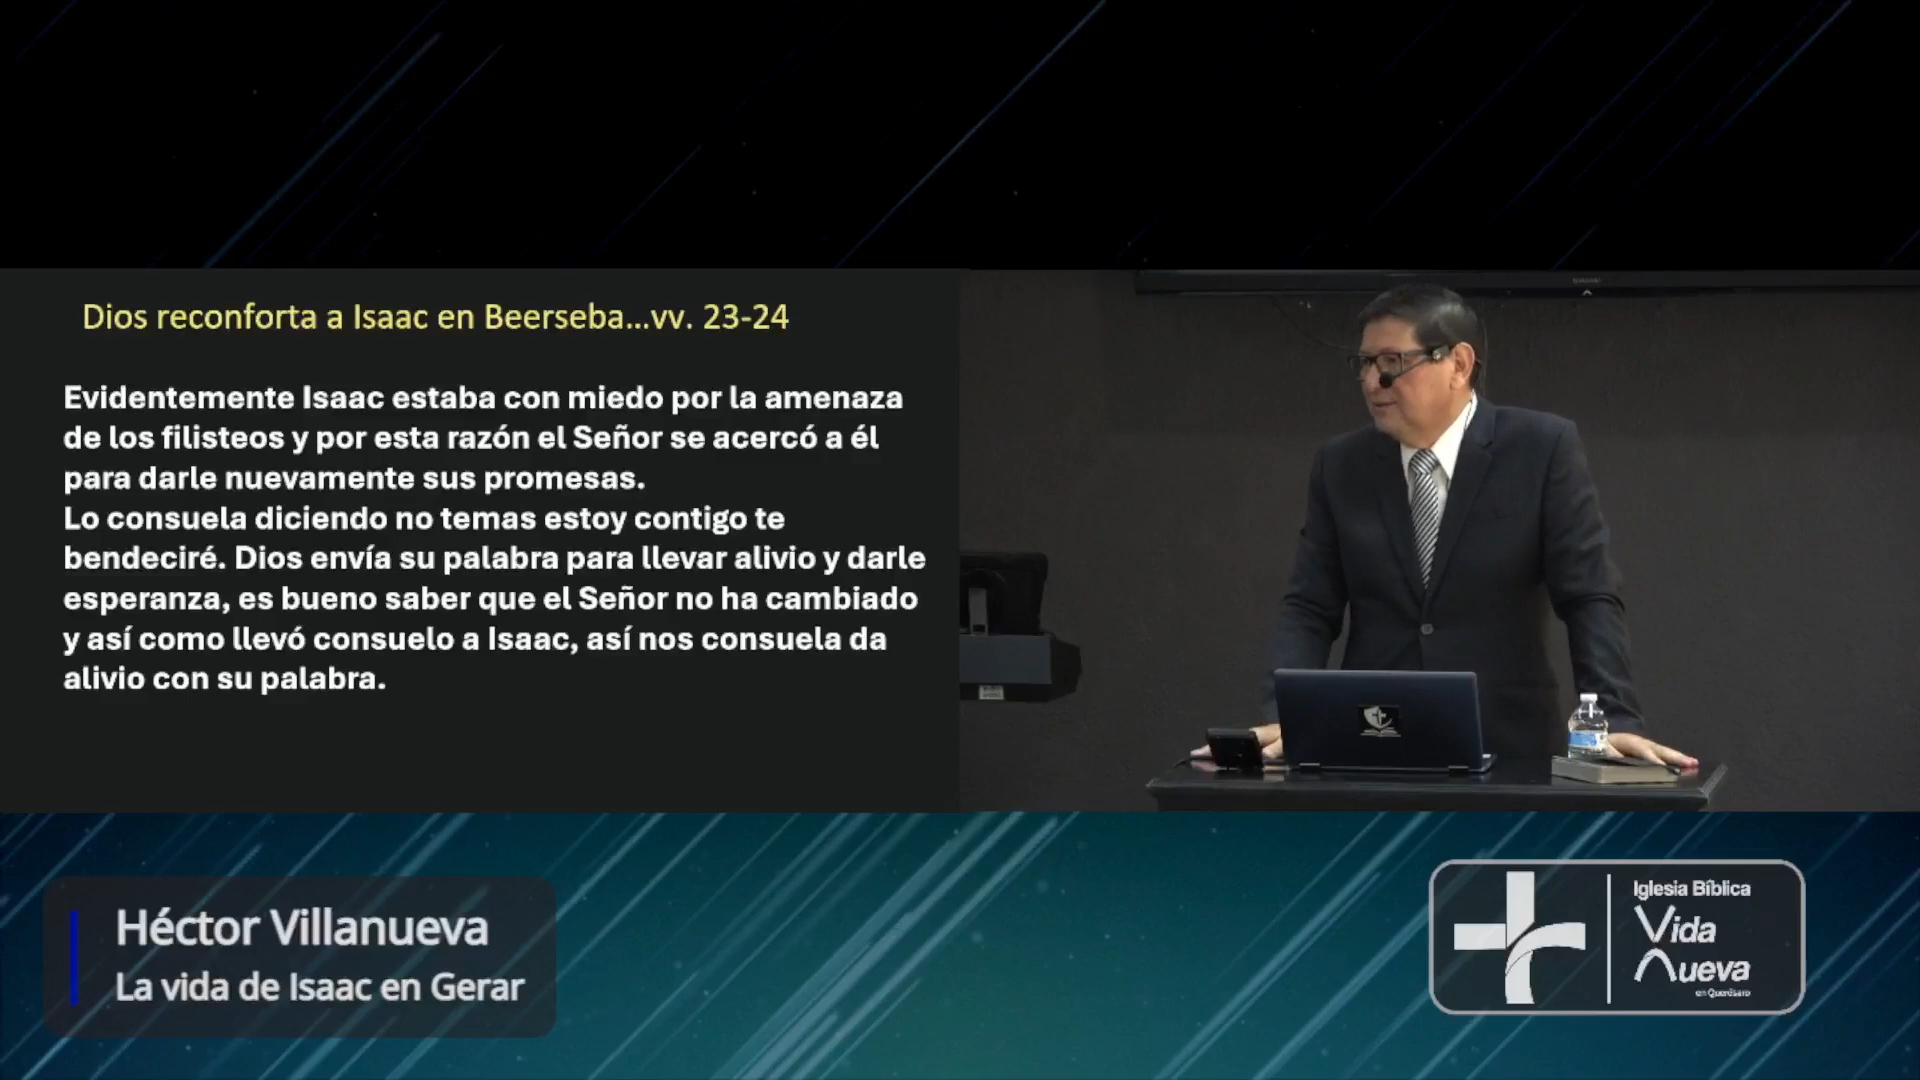 Dios reconforta a Isaac en Beerseba...vv. 23-24
Evidentemente Isaac estaba con miedo por la amenaza
de los filisteos y por esta razón el Señor se acercó a él
para darle nuevamente sus promesas.
Lo consuela diciendo no temas estoy contigo te
bendeciré. Dios envía su palabra para llevar alivio y darle
esperanza, es bueno saber que el Señor no ha cambiado
y así como llevó consuelo a Isaac, así nos consuela da
alivio con su palabra.
Héctor Villanueva
La vida de Isaac en Gerar
Iglesia Bíblica
Vida
Nueva
en Querétaro